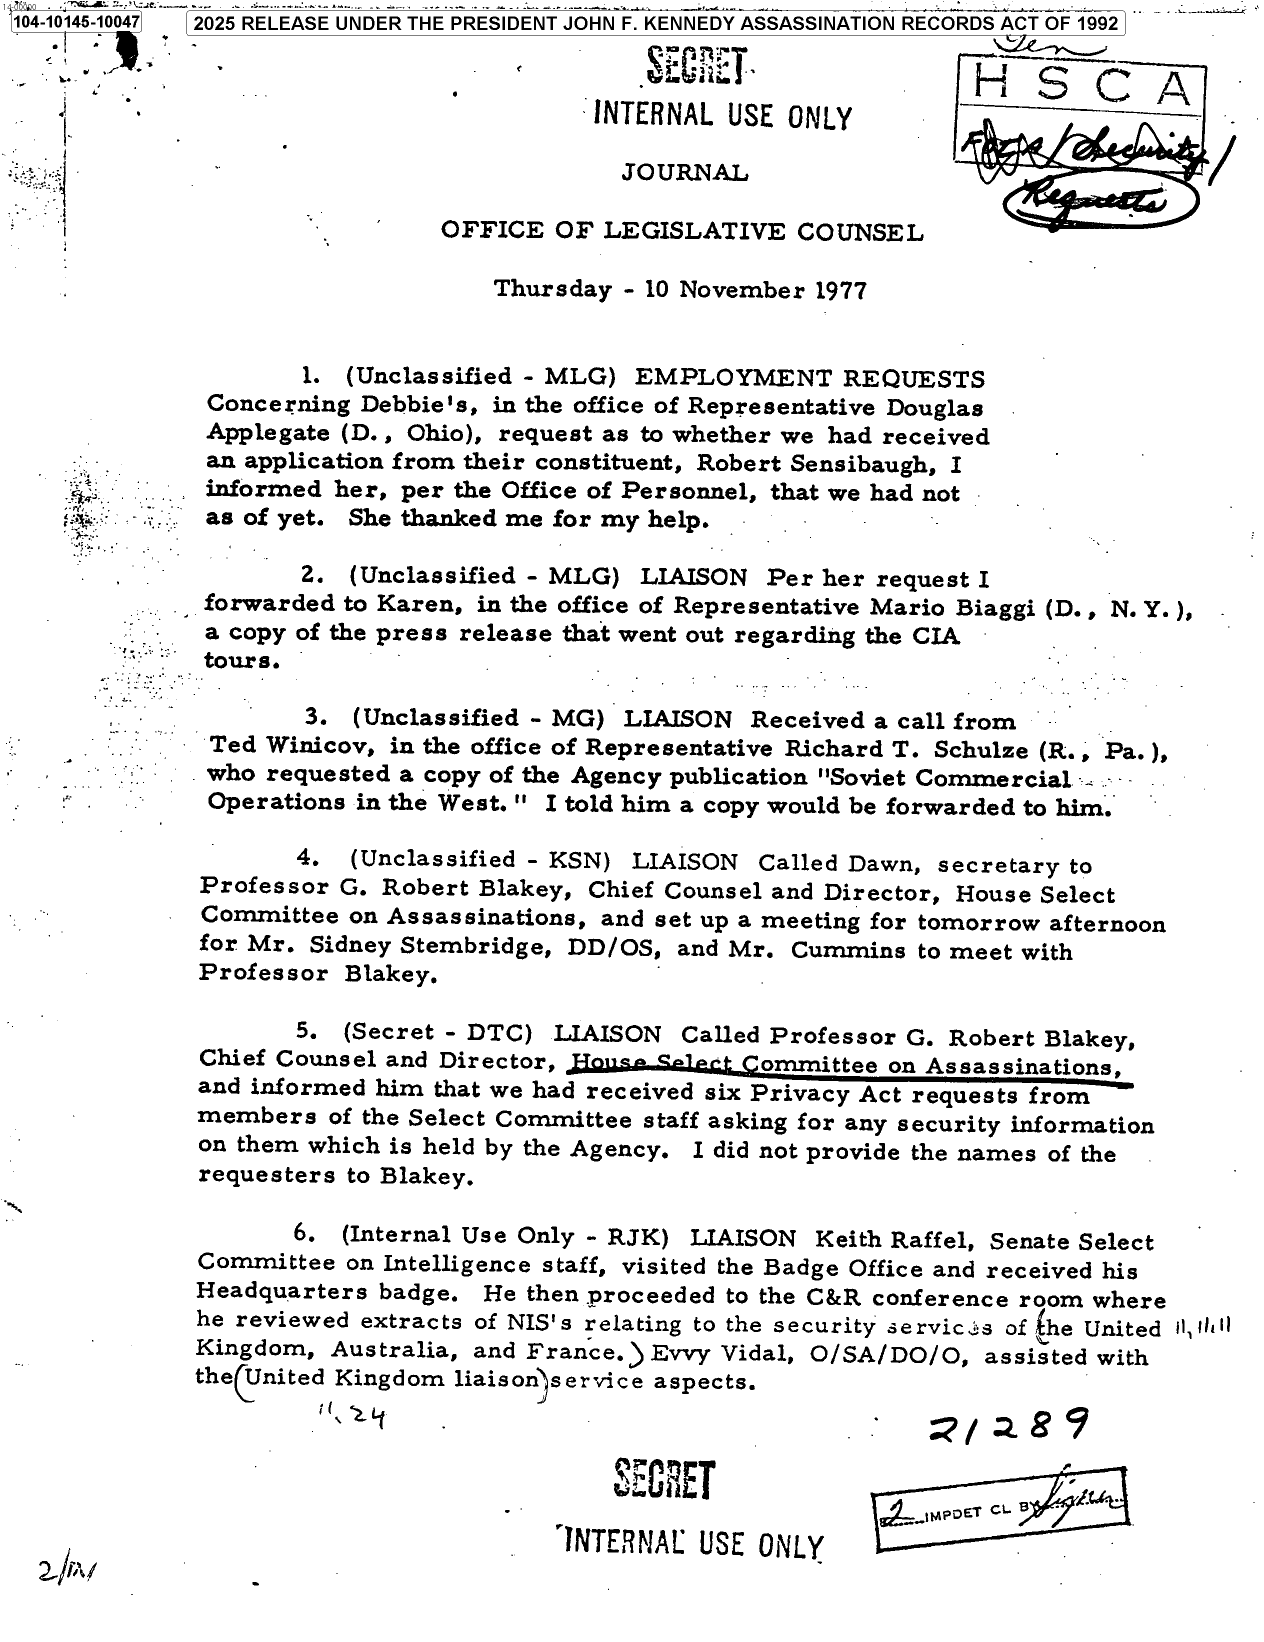 14-00000
104-10145-10047
2025 RELEASE UNDER THE PRESIDENT JOHN F. KENNEDY ASSASSINATION RECORDS ACT OF 1992
SECRET
INTERNAL USE ONLY
Gen
HSCA
FOIA / Security /
Requests
JOURNAL
OFFICE OF LEGISLATIVE COUNSEL
Thursday - 10 November 1977
1. (Unclassified - MLG) EMPLOYMENT REQUESTS
Concerning Debbie's, in the office of Representative Douglas
Applegate (D., Ohio), request as to whether we had received
an application from their constituent, Robert Sensibaugh, I
informed her, per the Office of Personnel, that we had not
as of yet. She thanked me for my help.
2. (Unclassified - MLG) LIAISON Per her request I
forwarded to Karen, in the office of Representative Mario Biaggi (D., N.Y.),
a copy of the press release that went out regarding the CIA
tours.
3. (Unclassified - MG) LIAISON Received a call from
Ted Winicov, in the office of Representative Richard T. Schulze (R., Pa.),
who requested a copy of the Agency publication "Soviet Commercial
Operations in the West." I told him a copy would be forwarded to him.
4. (Unclassified - KSN) LIAISON Called Dawn, secretary to
Professor G. Robert Blakey, Chief Counsel and Director, House Select
Committee on Assassinations, and set up a meeting for tomorrow afternoon
for Mr. Sidney Stembridge, DD/OS, and Mr. Cummins to meet with
Professor Blakey.
5. (Secret - DTC) LIAISON Called Professor G. Robert Blakey,
Chief Counsel and Director, House Select Committee on Assassinations,
and informed him that we had received six Privacy Act requests from
members of the Select Committee staff asking for any security information
on them which is held by the Agency. I did not provide the names of the
requesters to Blakey.
6. (Internal Use Only - RJK) LIAISON Keith Raffel, Senate Select
Committee on Intelligence staff, visited the Badge Office and received his
Headquarters badge. He then proceeded to the C&R conference room where
he reviewed extracts of NIS's relating to the security services of (the United
Kingdom, Australia, and France.) Evvy Vidal, O/SA/DO/O, assisted with
the (United Kingdom liaison) service aspects.
24
21289
SECRET
INTERNAL USE ONLY
2 IMPDET CL BY